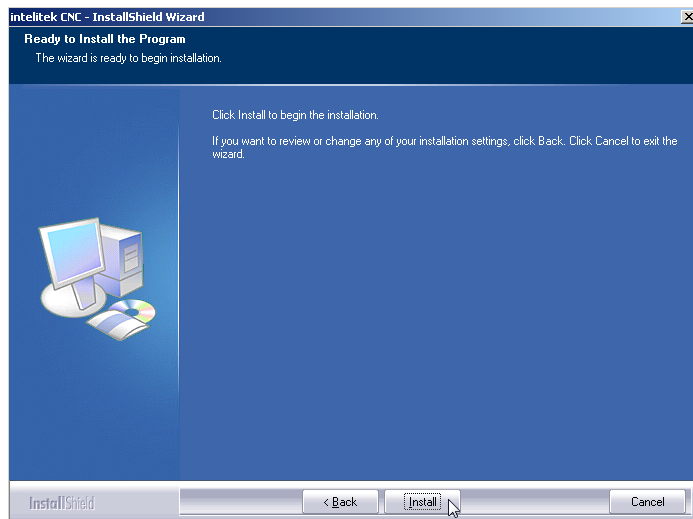 intelitek CNC - InstallShield Wizard
Ready to Install the Program
The wizard is ready to begin installation.
Click Install to begin the installation.
If you want to review or change any of your installation settings, click Back. Click Cancel to exit the
wizard.
InstallShield
< Back
Install
Cancel